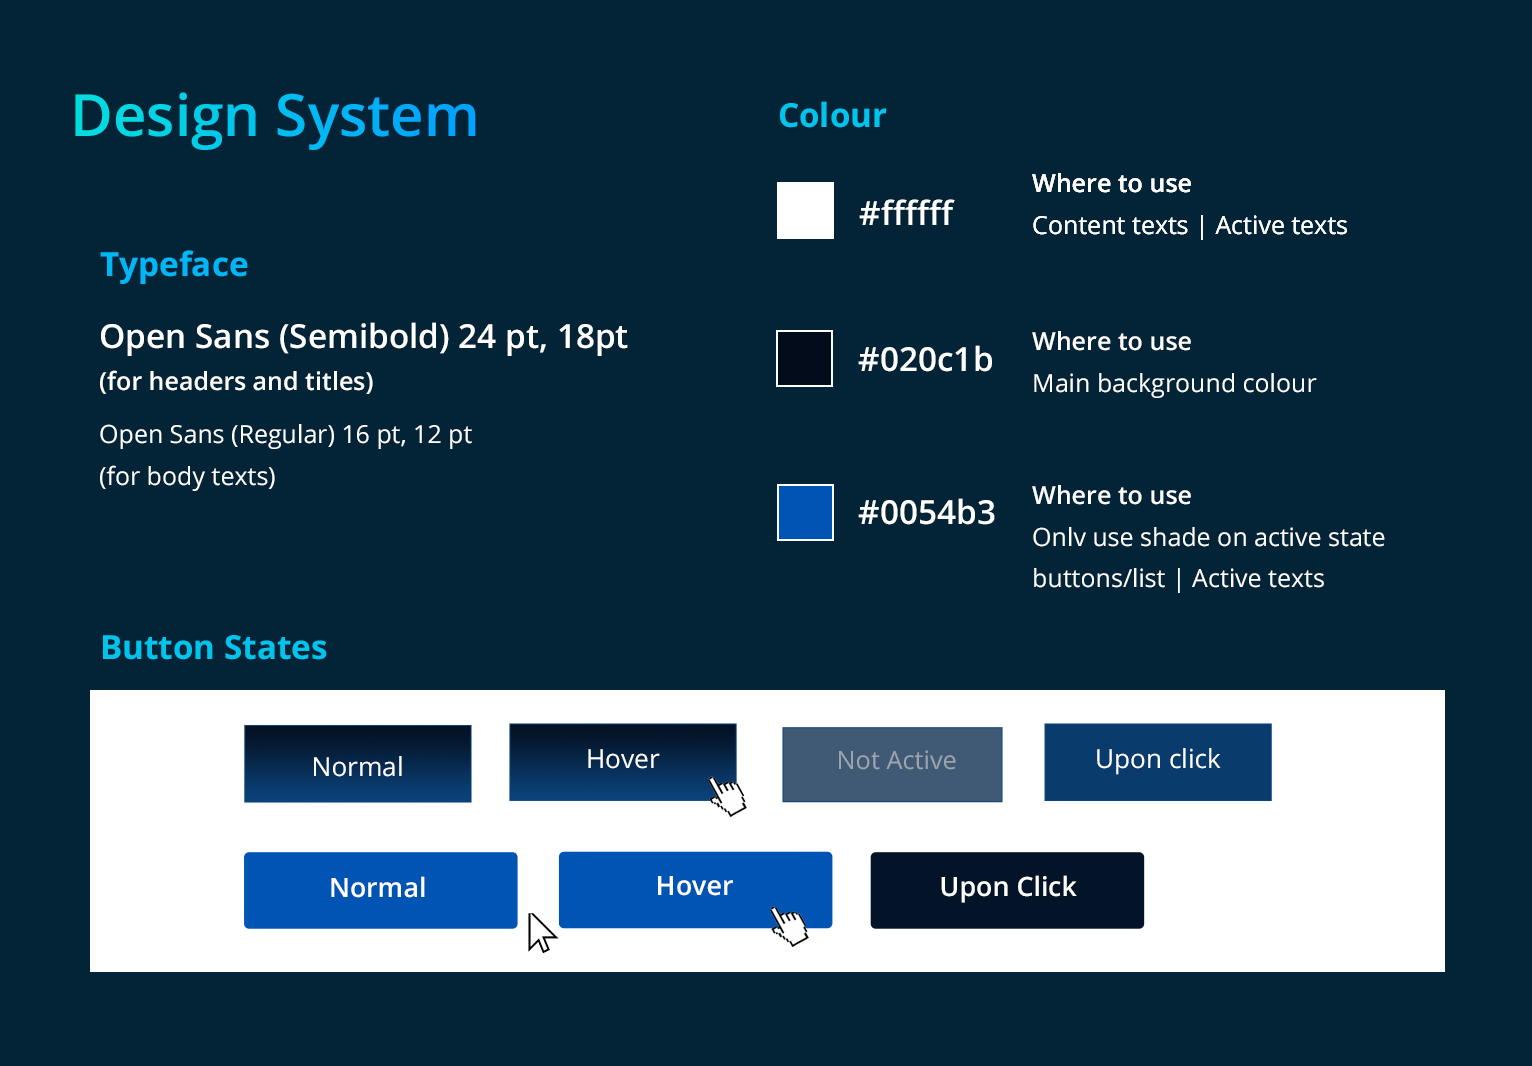 Design System
Typeface
Open Sans (Semibold) 24 pt, 18pt
(for headers and titles)
Open Sans (Regular) 16 pt, 12 pt
(for body texts)
Colour
#ffffff
Where to use
Content texts | Active texts
#020c1b
Where to use
Main background colour
#0054b3
Where to use
Onlv use shade on active state
buttons/list | Active texts
Button States
Normal
Hover
Not Active
Upon click
Normal
Hover
Upon Click